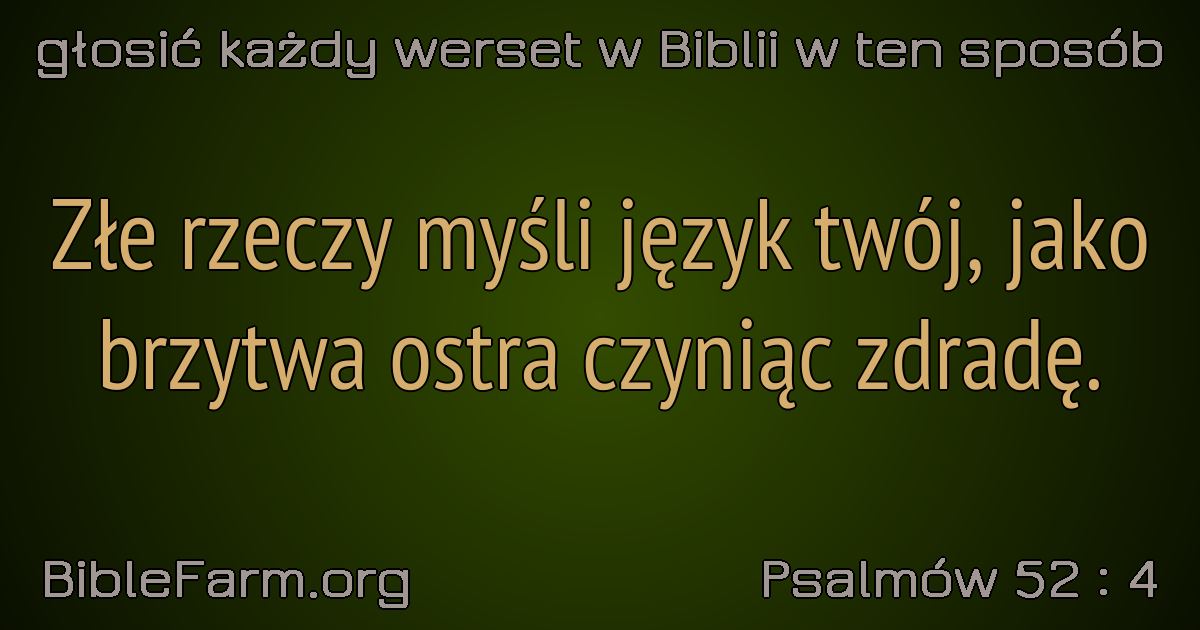 głosić każdy werset w Biblii w ten sposób
Złe rzeczy myśli język twój, jako
brzytwa ostra czyniąc zdradę.
BibleFarm.org
Psalmów 52 : 4